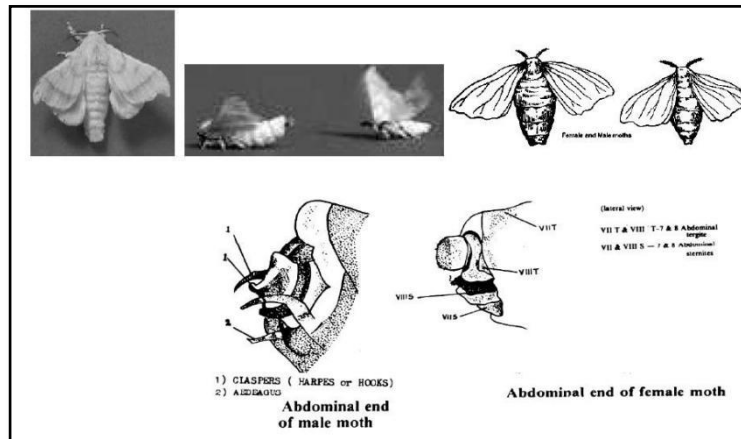 Female and Male moths
1
1
2
1) CLASPERS ( HARPES or HOOKS)
2) AEDEAGUS
Abdominal end
of male moth
VII T
VIII T
VIII S
VII S
(lateral view)
VII T & VIII T-7 & 8 Abdominal
tergite
VII & VIII S — 7 & 8 Abdominal
sternites
Abdominal end of female moth